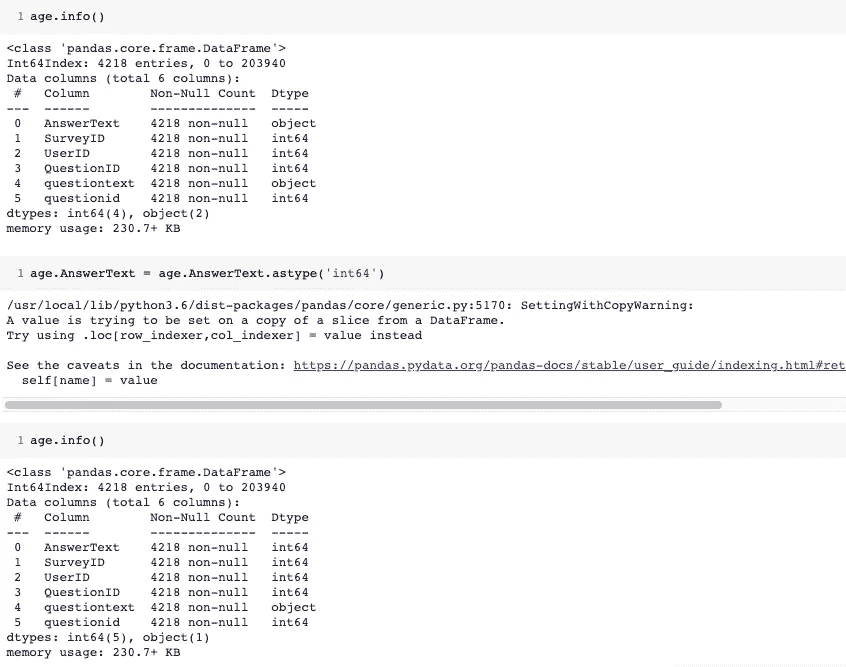 1 age.info()
<class 'pandas.core.frame.DataFrame'>
Int64Index: 4218 entries, 0 to 203940
Data columns (total 6 columns):
 #   Column        Non-Null Count  Dtype
---  ------        --------------  -----
 0   AnswerText    4218 non-null   object
 1   SurveyID      4218 non-null   int64
 2   UserID        4218 non-null   int64
 3   QuestionID    4218 non-null   int64
 4   questiontext  4218 non-null   object
 5   questionid    4218 non-null   int64
dtypes: int64(4), object(2)
memory usage: 230.7+ KB
1 age.AnswerText = age.AnswerText.astype('int64')
/usr/local/lib/python3.6/dist-packages/pandas/core/generic.py:5170: SettingWithCopyWarning:
A value is trying to be set on a copy of a slice from a DataFrame.
Try using .loc[row_indexer,col_indexer] = value instead
See the caveats in the documentation: https://pandas.pydata.org/pandas-docs/stable/user_guide/indexing.html#ret
  self[name] = value
1 age.info()
<class 'pandas.core.frame.DataFrame'>
Int64Index: 4218 entries, 0 to 203940
Data columns (total 6 columns):
 #   Column        Non-Null Count  Dtype
---  ------        --------------  -----
 0   AnswerText    4218 non-null   int64
 1   SurveyID      4218 non-null   int64
 2   UserID        4218 non-null   int64
 3   QuestionID    4218 non-null   int64
 4   questiontext  4218 non-null   object
 5   questionid    4218 non-null   int64
dtypes: int64(5), object(1)
memory usage: 230.7+ KB